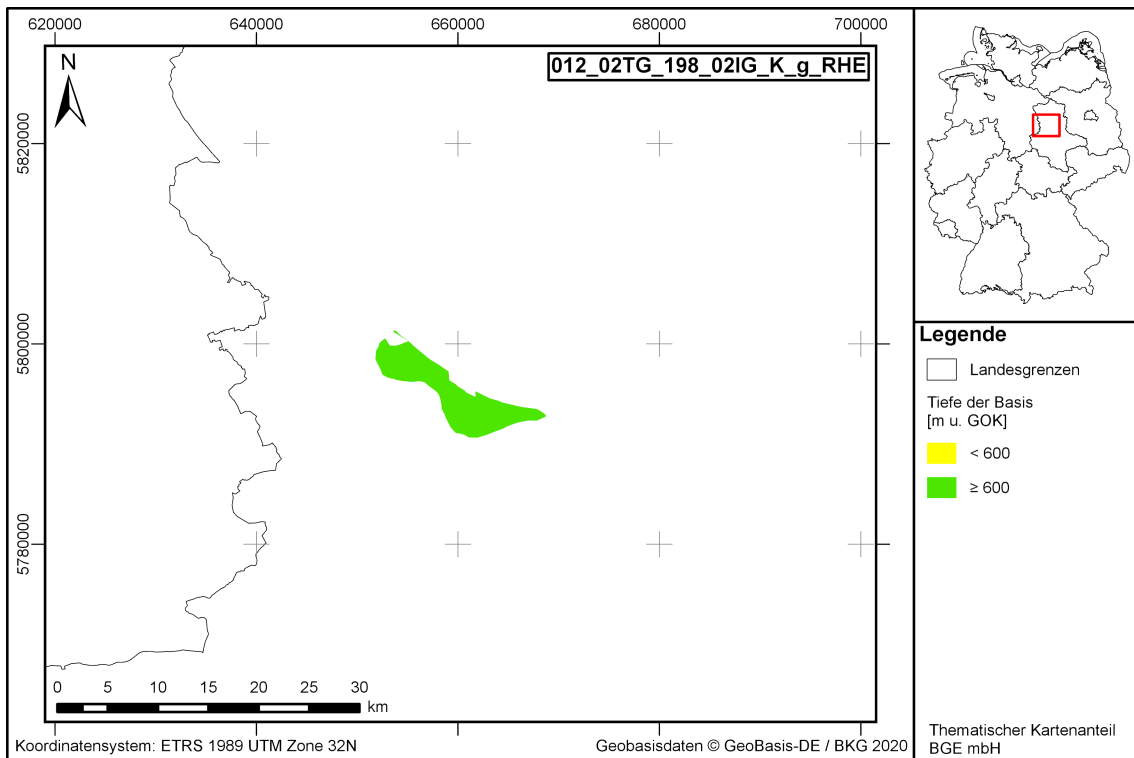 620000 640000 660000 680000 700000
012_02TG_198_02IG_K_g_RHE
N
5820000
5800000
5780000
0 5 10 15 20 25 30
km
Koordinatensystem: ETRS 1989 UTM Zone 32N
Geobasisdaten © GeoBasis-DE / BKG 2020
Legende
Landesgrenzen
Tiefe der Basis
[m u. GOK]
< 600
≥ 600
Thematischer Kartenanteil
BGE mbH